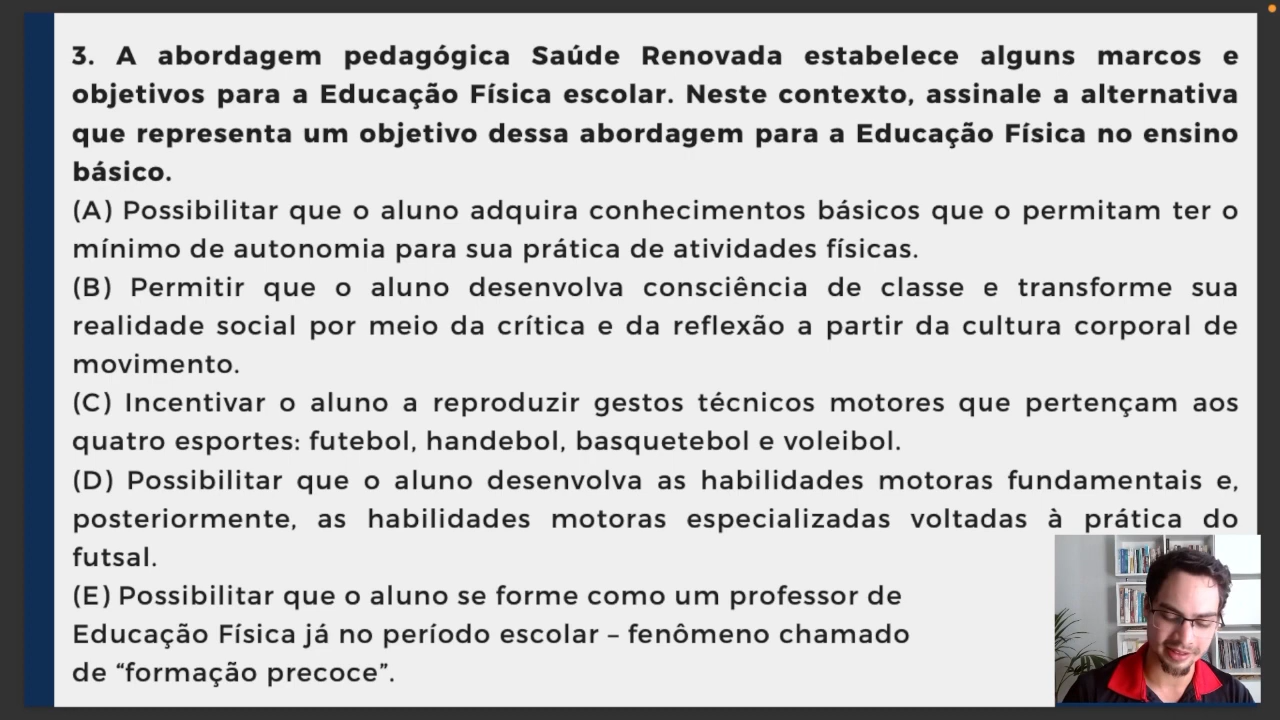 3. A abordagem pedagógica Saúde Renovada estabelece alguns marcos e
objetivos para a Educação Física escolar. Neste contexto, assinale a alternativa
que representa um objetivo dessa abordagem para a Educação Física no ensino
básico.
(A) Possibilitar que o aluno adquira conhecimentos básicos que o permitam ter o
mínimo de autonomia para sua prática de atividades físicas.
(B) Permitir que o aluno desenvolva consciência de classe e transforme sua
realidade social por meio da crítica e da reflexão a partir da cultura corporal de
movimento.
(C) Incentivar o aluno a reproduzir gestos técnicos motores que pertençam aos
quatro esportes: futebol, handebol, basquetebol e voleibol.
(D) Possibilitar que o aluno desenvolva as habilidades motoras fundamentais e,
posteriormente, as habilidades motoras especializadas voltadas à prática do
futsal.
(E) Possibilitar que o aluno se forme como um professor de
Educação Física já no período escolar – fenômeno chamado
de “formação precoce”.